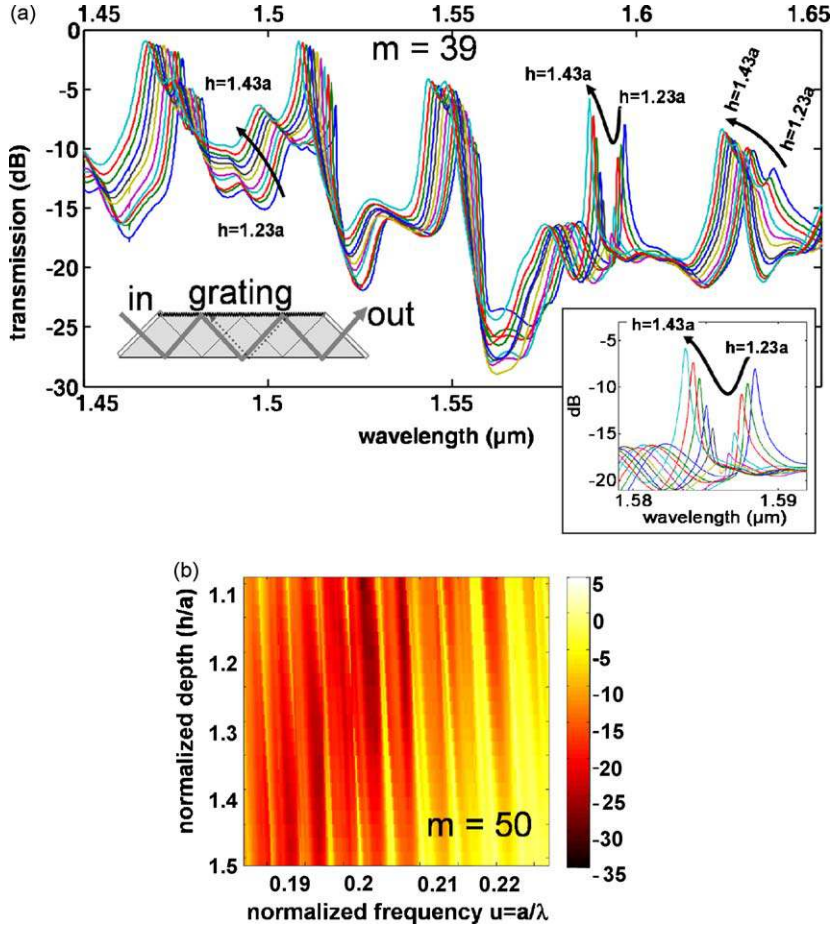 (a)
1.45 1.5 1.55 1.6 1.65
0
-5
-10
-15
-20
-25
-30
transmission (dB)
m = 39
h=1.43a
h=1.23a
h=1.43a
h=1.23a
h=1.43a
h=1.23a
in grating out
1.45 1.5 1.55
wavelength (μm)
h=1.43a
h=1.23a
-5
-10
-15
-20
dB
1.58 1.59
wavelength (μm)
(b)
1.1
1.2
1.3
1.4
1.5
normalized depth (h/a)
m = 50
5
0
-5
-10
-15
-20
-25
-30
-35
0.19 0.2 0.21 0.22
normalized frequency u=a/λ